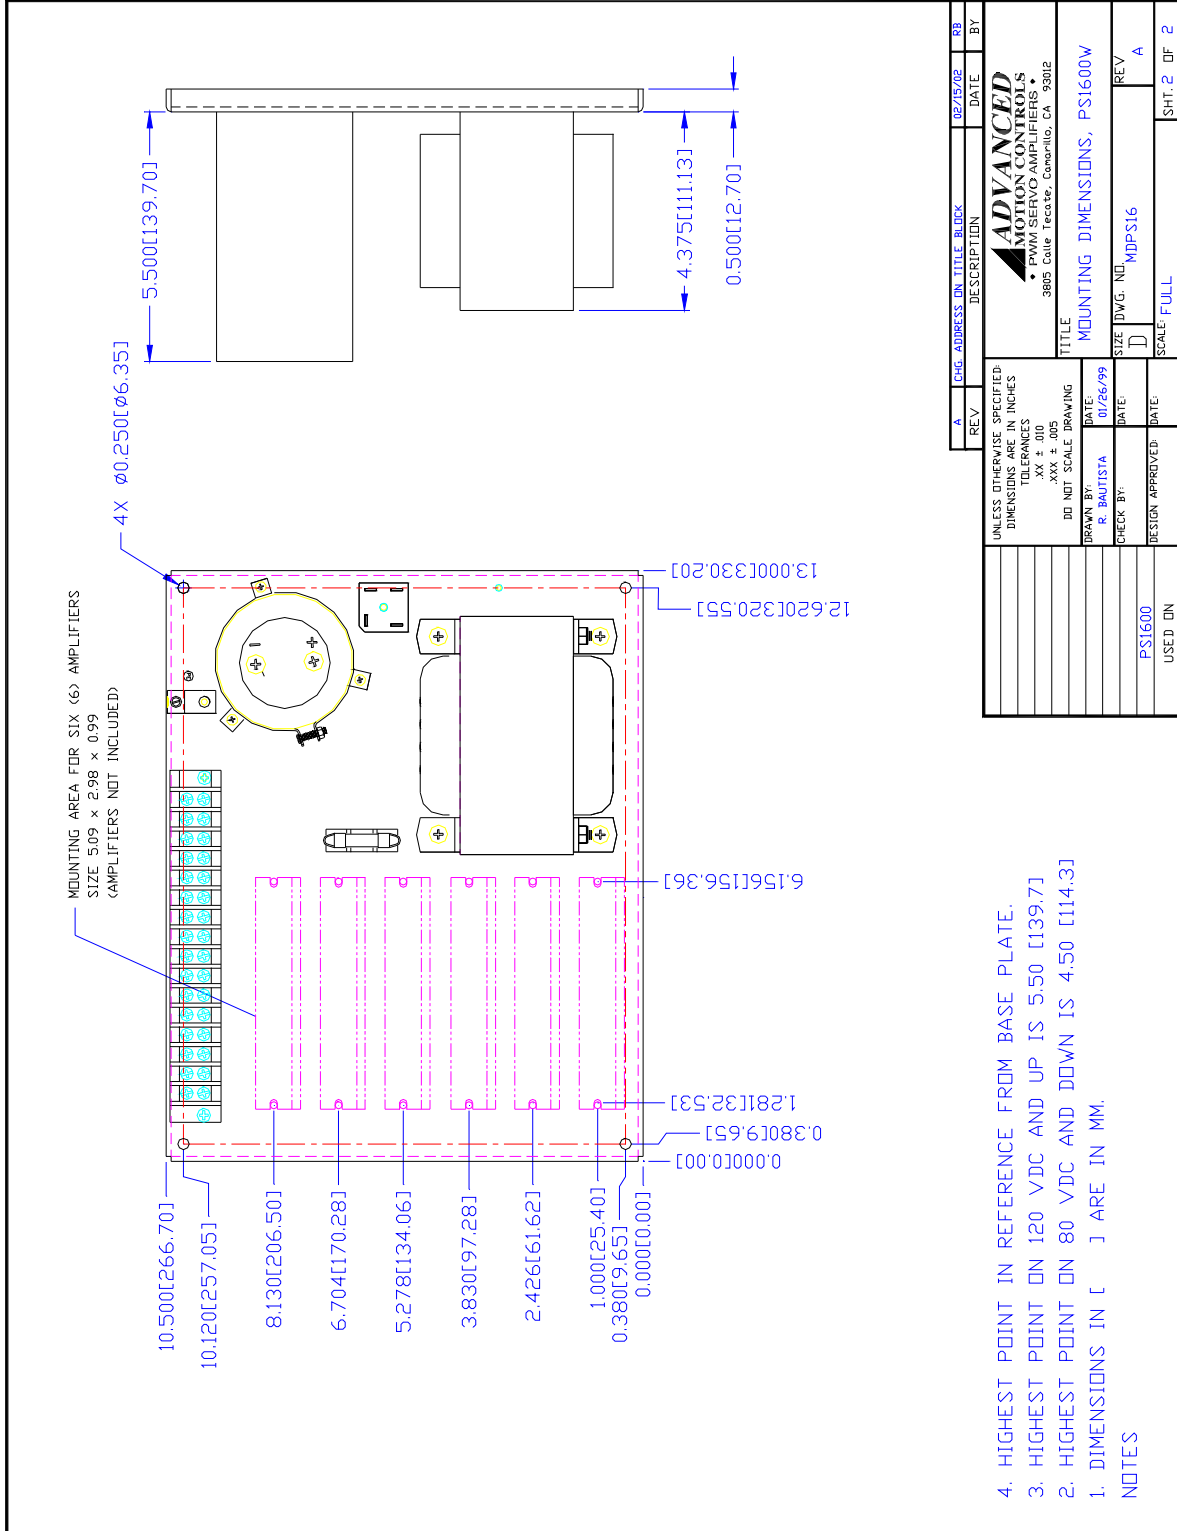 MOUNTING AREA FOR SIX (6) AMPLIFIERS
SIZE 5.09 x 2.98 x 0.99
(AMPLIFIERS NOT INCLUDED)
4X ø0.250[ø6.35]
5.500[139.70]
4.375[111.13]
0.500[12.70]
10.500[266.70]
10.120[257.05]
8.130[206.50]
6.704[170.28]
5.278[134.06]
3.830[97.28]
2.426[61.62]
1.000[25.40]
0.380[9.65]
0.000[0.00]
0.000[0.00]
0.380[9.65]
1.281[32.53]
6.156[156.36]
12.620[320.55]
13.000[330.20]
4. HIGHEST POINT IN REFERENCE FROM BASE PLATE.
3. HIGHEST POINT ON 120 VDC AND UP IS 5.50 [139.7]
2. HIGHEST POINT ON 80 VDC AND DOWN IS 4.50 [114.3]
1. DIMENSIONS IN [ ] ARE IN MM.
NOTES
A CHG. ADDRESS ON TITLE BLOCK 02/15/02 RB
REV DESCRIPTION DATE BY
UNLESS OTHERWISE SPECIFIED:
DIMENSIONS ARE IN INCHES
TOLERANCES
.XX ± .010
.XXX ± .005
DO NOT SCALE DRAWING
DRAWN BY: R. BAUTISTA
DATE: 01/26/99
CHECK BY:
DATE:
DESIGN APPROVED:
DATE:
ADVANCED
MOTION CONTROLS
• PWM SERVO AMPLIFIERS •
3805 Calle Tecate, Camarillo, CA 93012
TITLE
MOUNTING DIMENSIONS, PS1600W
SIZE D
DWG. NO. MDPS16
REV A
SCALE: FULL
SHT. 2 OF 2
PS1600
USED ON